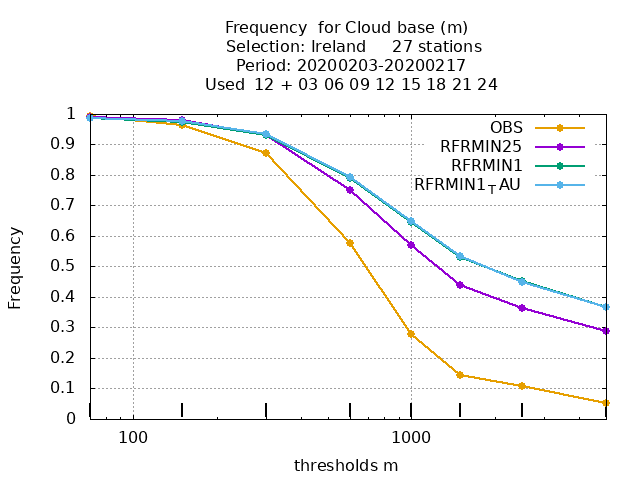 Frequency  for Cloud base (m)
Selection: Ireland     27 stations
Period: 20200203-20200217
Used  12 + 03 06 09 12 15 18 21 24
OBS
RFRMIN25
RFRMIN1
RFRMIN1TAU
1
0.9
0.8
0.7
0.6
0.5
0.4
0.3
0.2
0.1
0
Frequency
100
1000
thresholds m